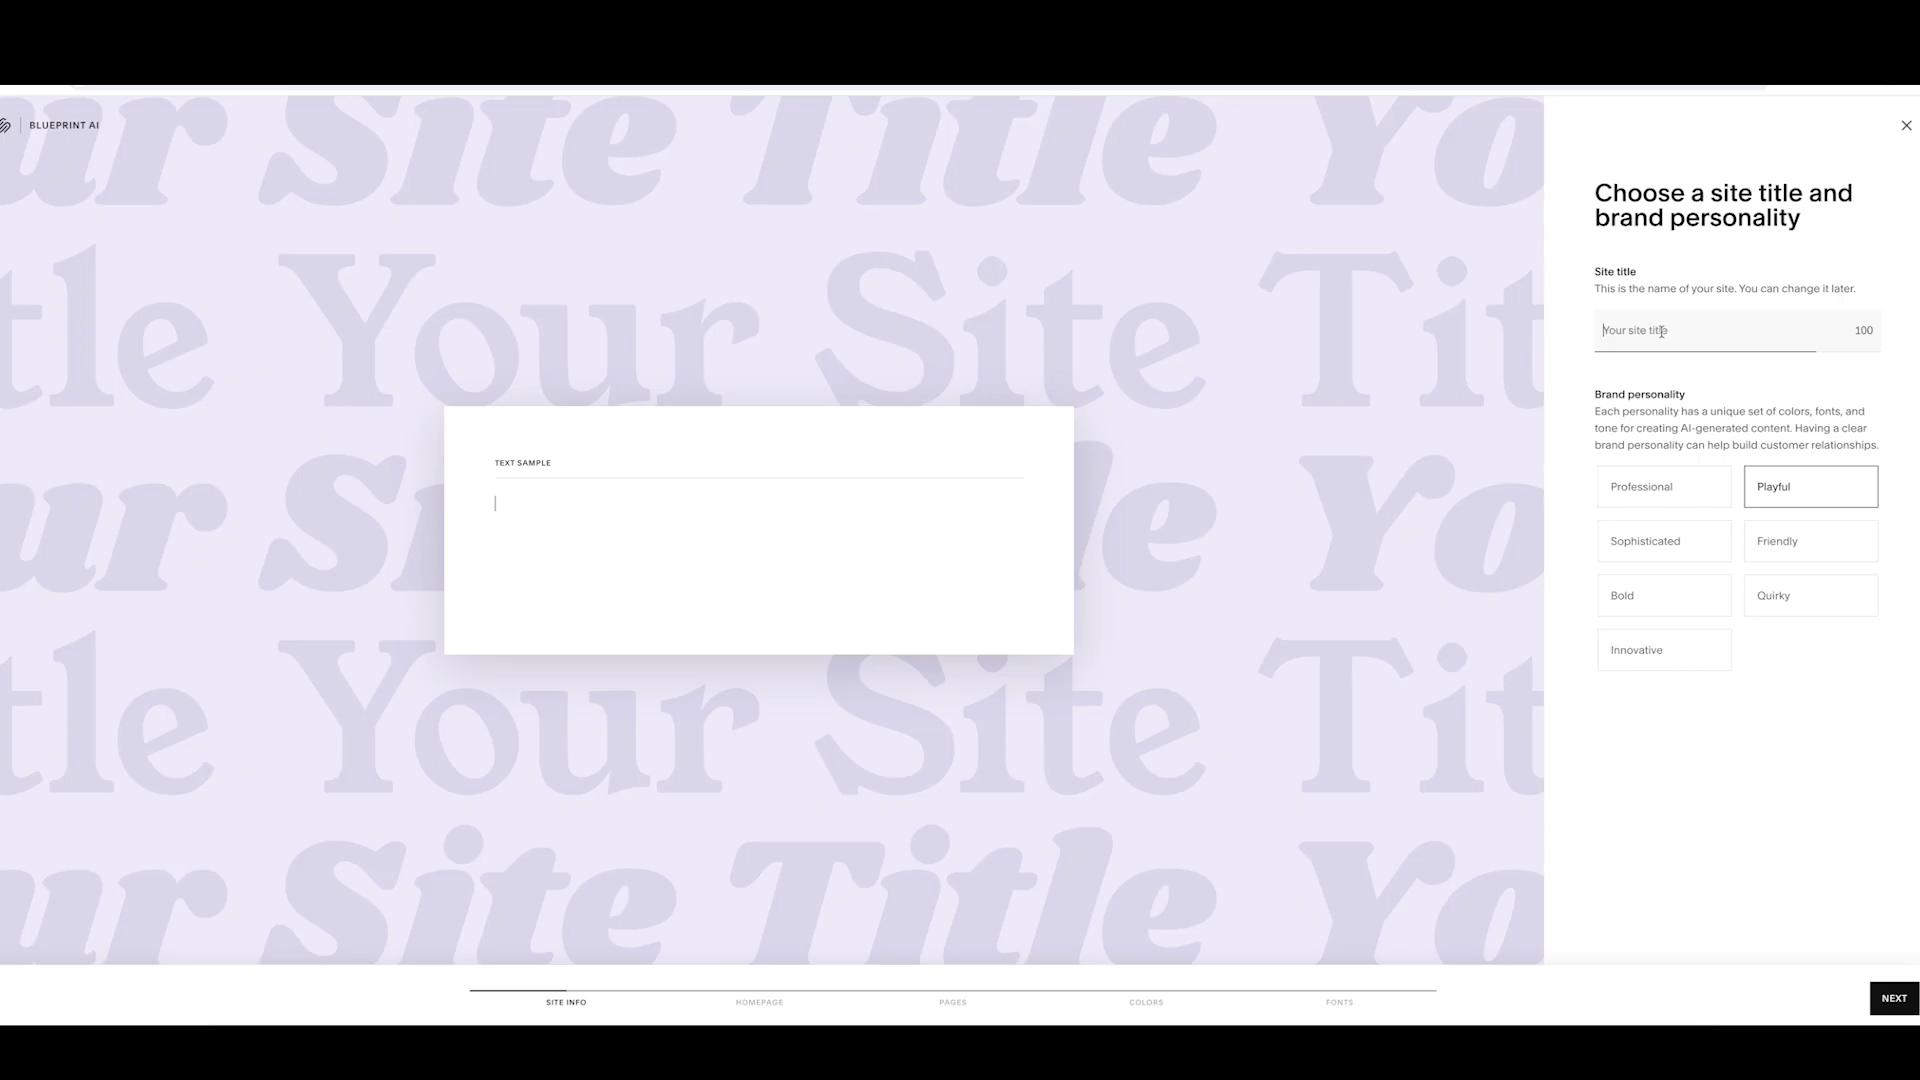 BLUEPRINT AI
ur Site Title Yo
tle Your Site Tit
ur Si le Yo
tle Your Site Tit
ur Site Title Yo
TEXT SAMPLE
Choose a site title and
brand personality
Site title
This is the name of your site. You can change it later.
Your site title 100
Brand personality
Each personality has a unique set of colors, fonts, and
tone for creating AI-generated content. Having a clear
brand personality can help build customer relationships.
Professional Playful
Sophisticated Friendly
Bold Quirky
Innovative
SITE INFO HOMEPAGE PAGES COLORS FONTS
NEXT